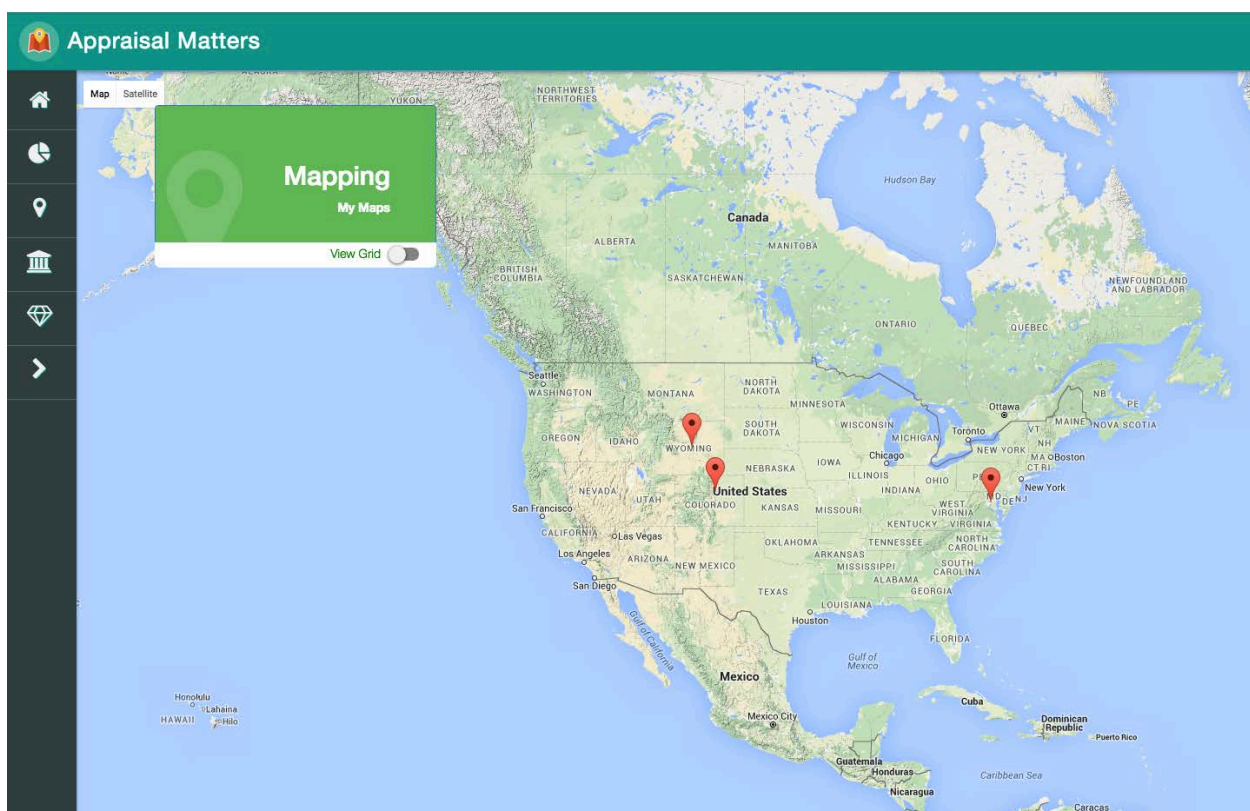 Appraisal Matters
Map Satellite
YUKON
NORTHWEST
TERRITORIES
Mapping
My Maps
View Grid
Hudson Bay
Canada
ALBERTA
MANITOBA
BRITISH
COLUMBIA
SASKATCHEWAN
NEWFOUNDLAND
AND LABRADOR
ONTARIO
QUEBEC
Seattle
WASHINGTON
MONTANA
NORTH
DAKOTA
MINNESOTA
Ottawa
NB
PE
MAINE
NOVA SCOTIA
OREGON
IDAHO
WYOMING
SOUTH
DAKOTA
WISCONSIN
MICHIGAN
Toronto
VT
NH
NEW YORK
MA
Boston
CT RI
Chicago
NEBRASKA
IOWA
ILLINOIS
INDIANA
OHIO
New York
NEVADA
UTAH
COLORADO
United States
KANSAS
MISSOURI
WEST
VIRGINIA
DE
NJ
San Francisco
KENTUCKY
VIRGINIA
CALIFORNIA
Las Vegas
OKLAHOMA
TENNESSEE
NORTH
CAROLINA
Los Angeles
ARIZONA
NEW MEXICO
ARKANSAS
MISSISSIPPI
SOUTH
CAROLINA
San Diego
ALABAMA
TEXAS
GEORGIA
LOUISIANA
Houston
FLORIDA
Gulf of California
Gulf of
Mexico
Mexico
Honolulu
Lahaina
HAWAII
Hilo
Mexico City
Cuba
Dominican
Republic
Puerto Rico
Guatemala
Honduras
Nicaragua
Caribbean Sea
Caracas